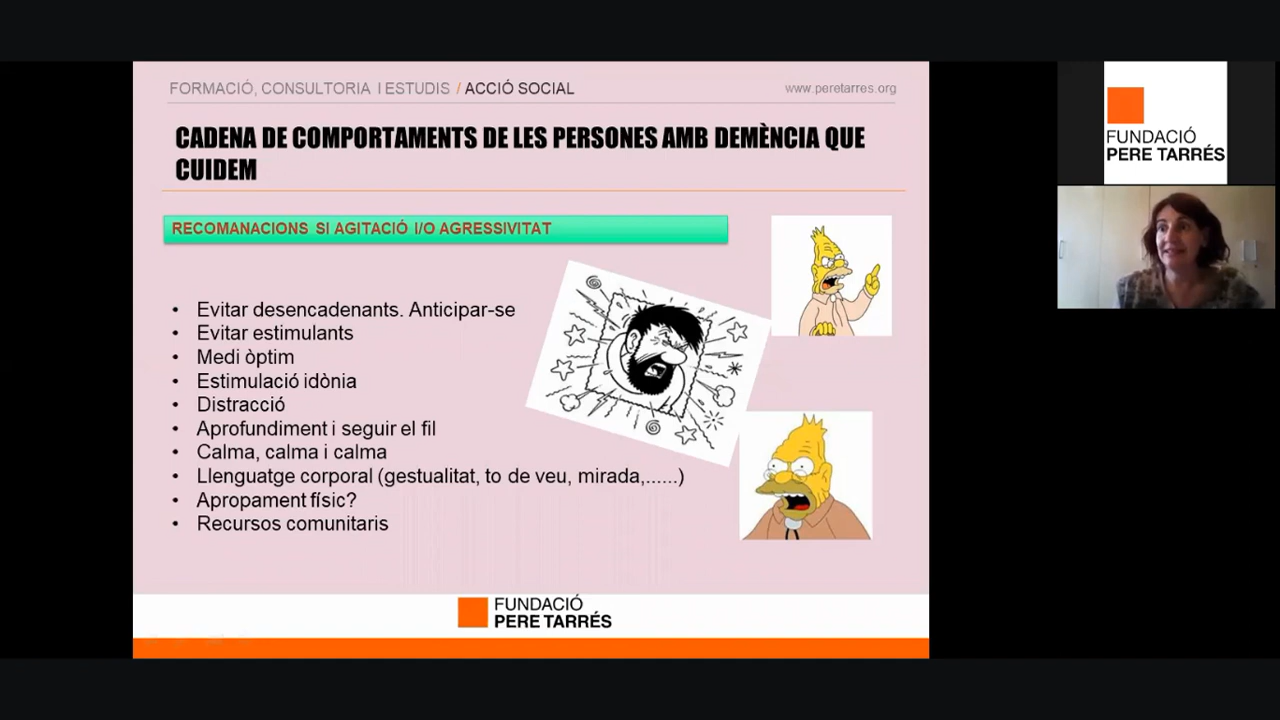 FORMACIÓ, CONSULTORIA I ESTUDIS / ACCIÓ SOCIAL
www.peretarres.org
CADENA DE COMPORTAMENTS DE LES PERSONES AMB DEMÈNCIA QUE
CUIDEM
RECOMANACIONS SI AGITACIÓ I/O AGRESSIVITAT
• Evitar desencadenants. Anticipar-se
• Evitar estimulants
• Medi òptim
• Estimulació idònia
• Distracció
• Aprofundiment i seguir el fil
• Calma, calma i calma
• Llenguatge corporal (gestualitat, to de veu, mirada,......)
• Apropament físic?
• Recursos comunitaris
FUNDACIÓ
PERE TARRÉS
FUNDACIÓ
PERE TARRÉS